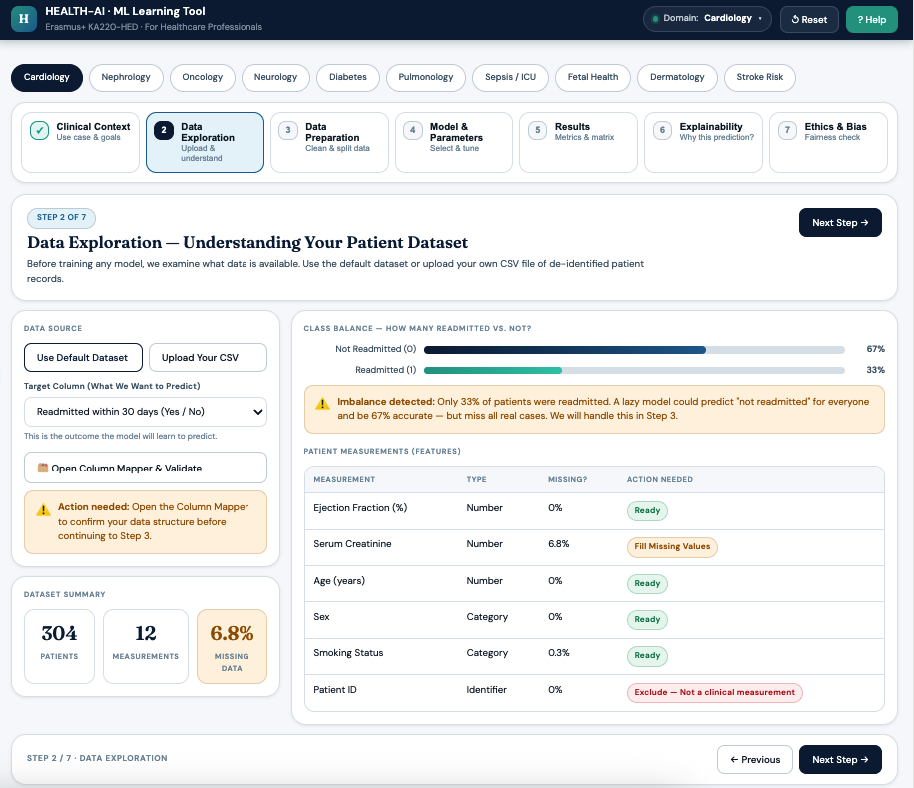 H
HEALTH-AI · ML Learning Tool
Erasmus+ KA220-HED · For Healthcare Professionals
Domain: Cardiology
Reset
? Help
Cardiology
Nephrology
Oncology
Neurology
Diabetes
Pulmonology
Sepsis / ICU
Fetal Health
Dermatology
Stroke Risk
✓
Clinical Context
Use case & goals
2
Data
Exploration
Upload &
understand
3
Data
Preparation
Clean & split data
4
Model &
Parameters
Select & tune
5
Results
Metrics & matrix
6
Explainability
Why this prediction?
7
Ethics & Bias
Fairness check
STEP 2 OF 7
Data Exploration — Understanding Your Patient Dataset
Before training any model, we examine what data is available. Use the default dataset or upload your own CSV file of de-identified patient
records.
Next Step →
DATA SOURCE
Use Default Dataset
Upload Your CSV
Target Column (What We Want to Predict)
Readmitted within 30 days (Yes / No)
This is the outcome the model will learn to predict.
Open Column Mapper & Validate
Action needed: Open the Column Mapper
to confirm your data structure before
continuing to Step 3.
DATASET SUMMARY
304
PATIENTS
12
MEASUREMENTS
6.8%
MISSING
DATA
CLASS BALANCE — HOW MANY READMITTED VS. NOT?
Not Readmitted (0) 67%
Readmitted (1) 33%
Imbalance detected: Only 33% of patients were readmitted. A lazy model could predict "not readmitted" for everyone
and be 67% accurate — but miss all real cases. We will handle this in Step 3.
PATIENT MEASUREMENTS (FEATURES)
MEASUREMENT TYPE MISSING? ACTION NEEDED
Ejection Fraction (%) Number 0% Ready
Serum Creatinine Number 6.8% Fill Missing Values
Age (years) Number 0% Ready
Sex Category 0% Ready
Smoking Status Category 0.3% Ready
Patient ID Identifier 0% Exclude — Not a clinical measurement
STEP 2 / 7 · DATA EXPLORATION
← Previous
Next Step →